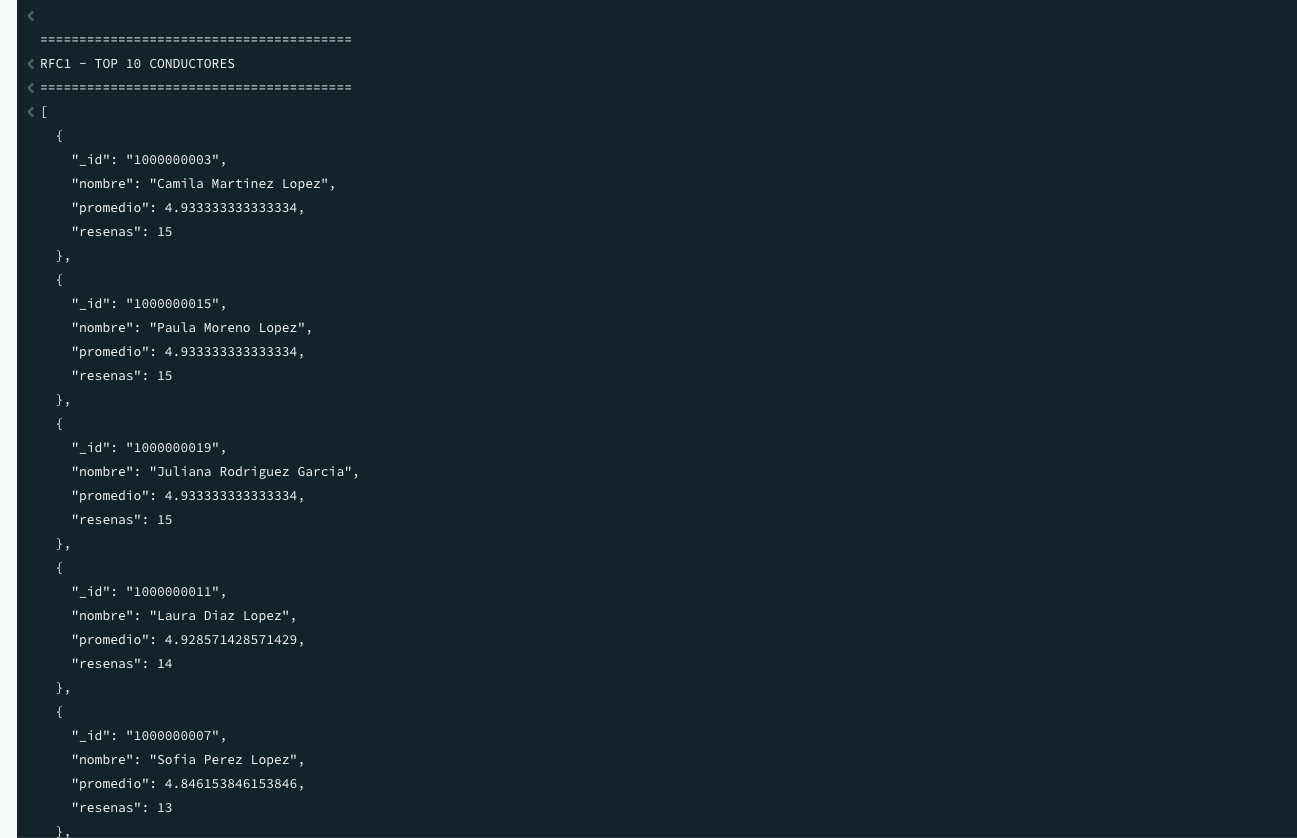 ========================================
RFC1 - TOP 10 CONDUCTORES
========================================
[
{
"_id": "1000000003",
"nombre": "Camila Martinez Lopez",
"promedio": 4.933333333333334,
"resenas": 15
},
{
"_id": "1000000015",
"nombre": "Paula Moreno Lopez",
"promedio": 4.933333333333334,
"resenas": 15
},
{
"_id": "1000000019",
"nombre": "Juliana Rodriguez Garcia",
"promedio": 4.933333333333334,
"resenas": 15
},
{
"_id": "1000000011",
"nombre": "Laura Diaz Lopez",
"promedio": 4.928571428571429,
"resenas": 14
},
{
"_id": "1000000007",
"nombre": "Sofia Perez Lopez",
"promedio": 4.846153846153846,
"resenas": 13
},